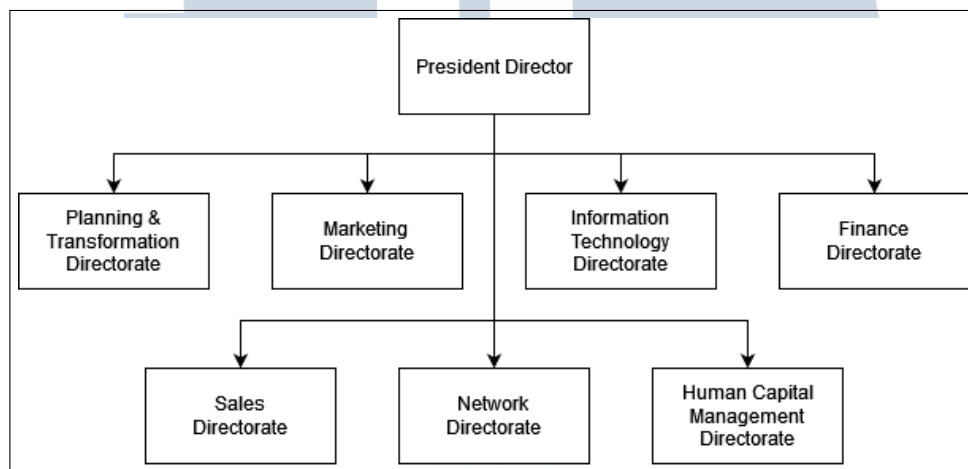 President Director
Planning &
Transformation
Directorate
Marketing
Directorate
Information
Technology
Directorate
Finance
Directorate
Sales
Directorate
Network
Directorate
Human Capital
Management
Directorate